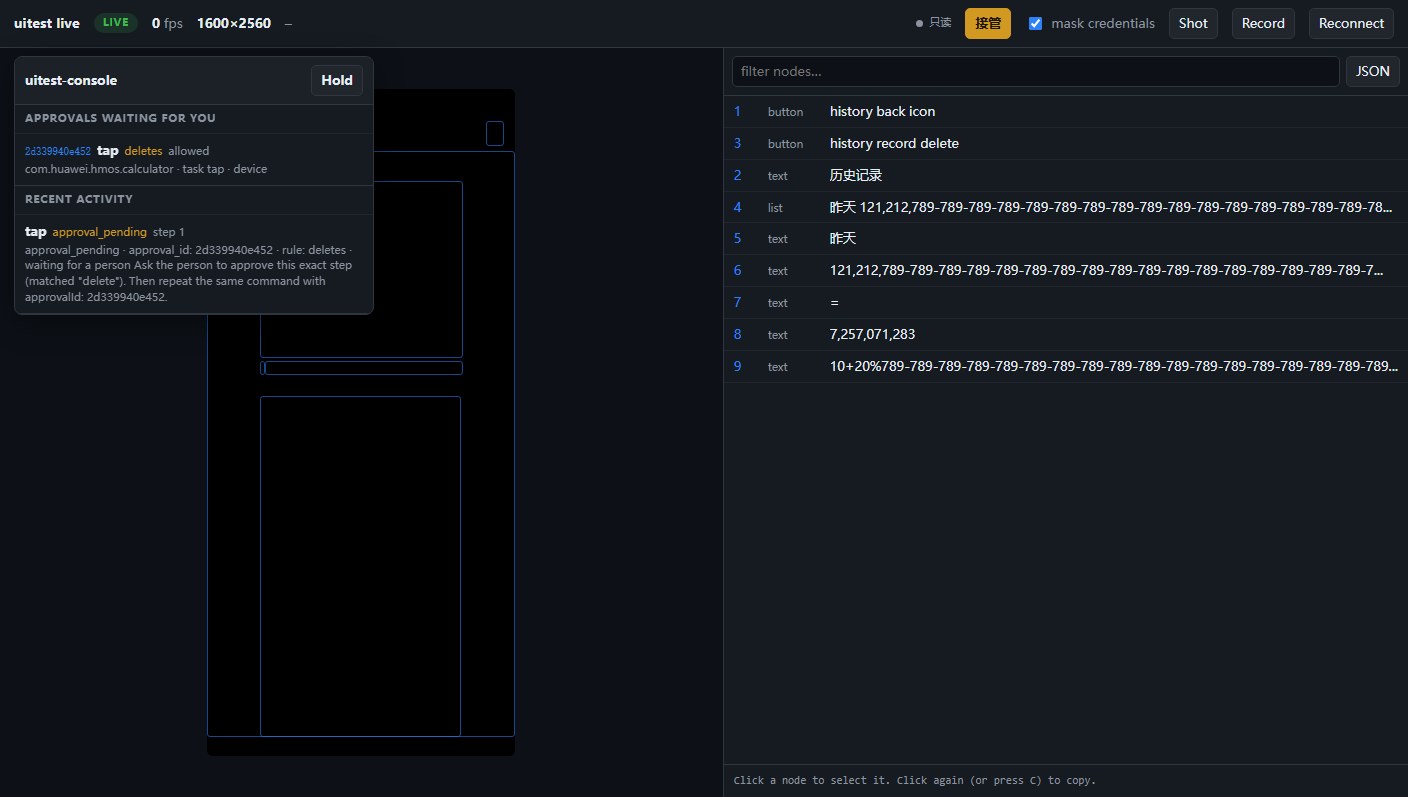 uitest live LIVE 0 fps 1600×2560 – 只读 接管 mask credentials Shot Record Reconnect
uitest-console Hold
APPROVALS WAITING FOR YOU
2d339940e452 tap deletes allowed
com.huawei.hmos.calculator · task tap · device
RECENT ACTIVITY
tap approval_pending step 1
approval_pending · approval_id: 2d339940e452 · rule: deletes ·
waiting for a person Ask the person to approve this exact step
(matched "delete"). Then repeat the same command with
approvalId: 2d339940e452.
filter nodes... JSON
1 button history back icon
3 button history record delete
2 text 历史记录
4 list 昨天 121,212,789-789-789-789-789-789-789-789-789-789-789-789-789-789-789-789-78...
5 text 昨天
6 text 121,212,789-789-789-789-789-789-789-789-789-789-789-789-789-789-789-789-789-7...
7 text =
8 text 7,257,071,283
9 text 10+20%789-789-789-789-789-789-789-789-789-789-789-789-789-789-789-789-789-789...
Click a node to select it. Click again (or press C) to copy.